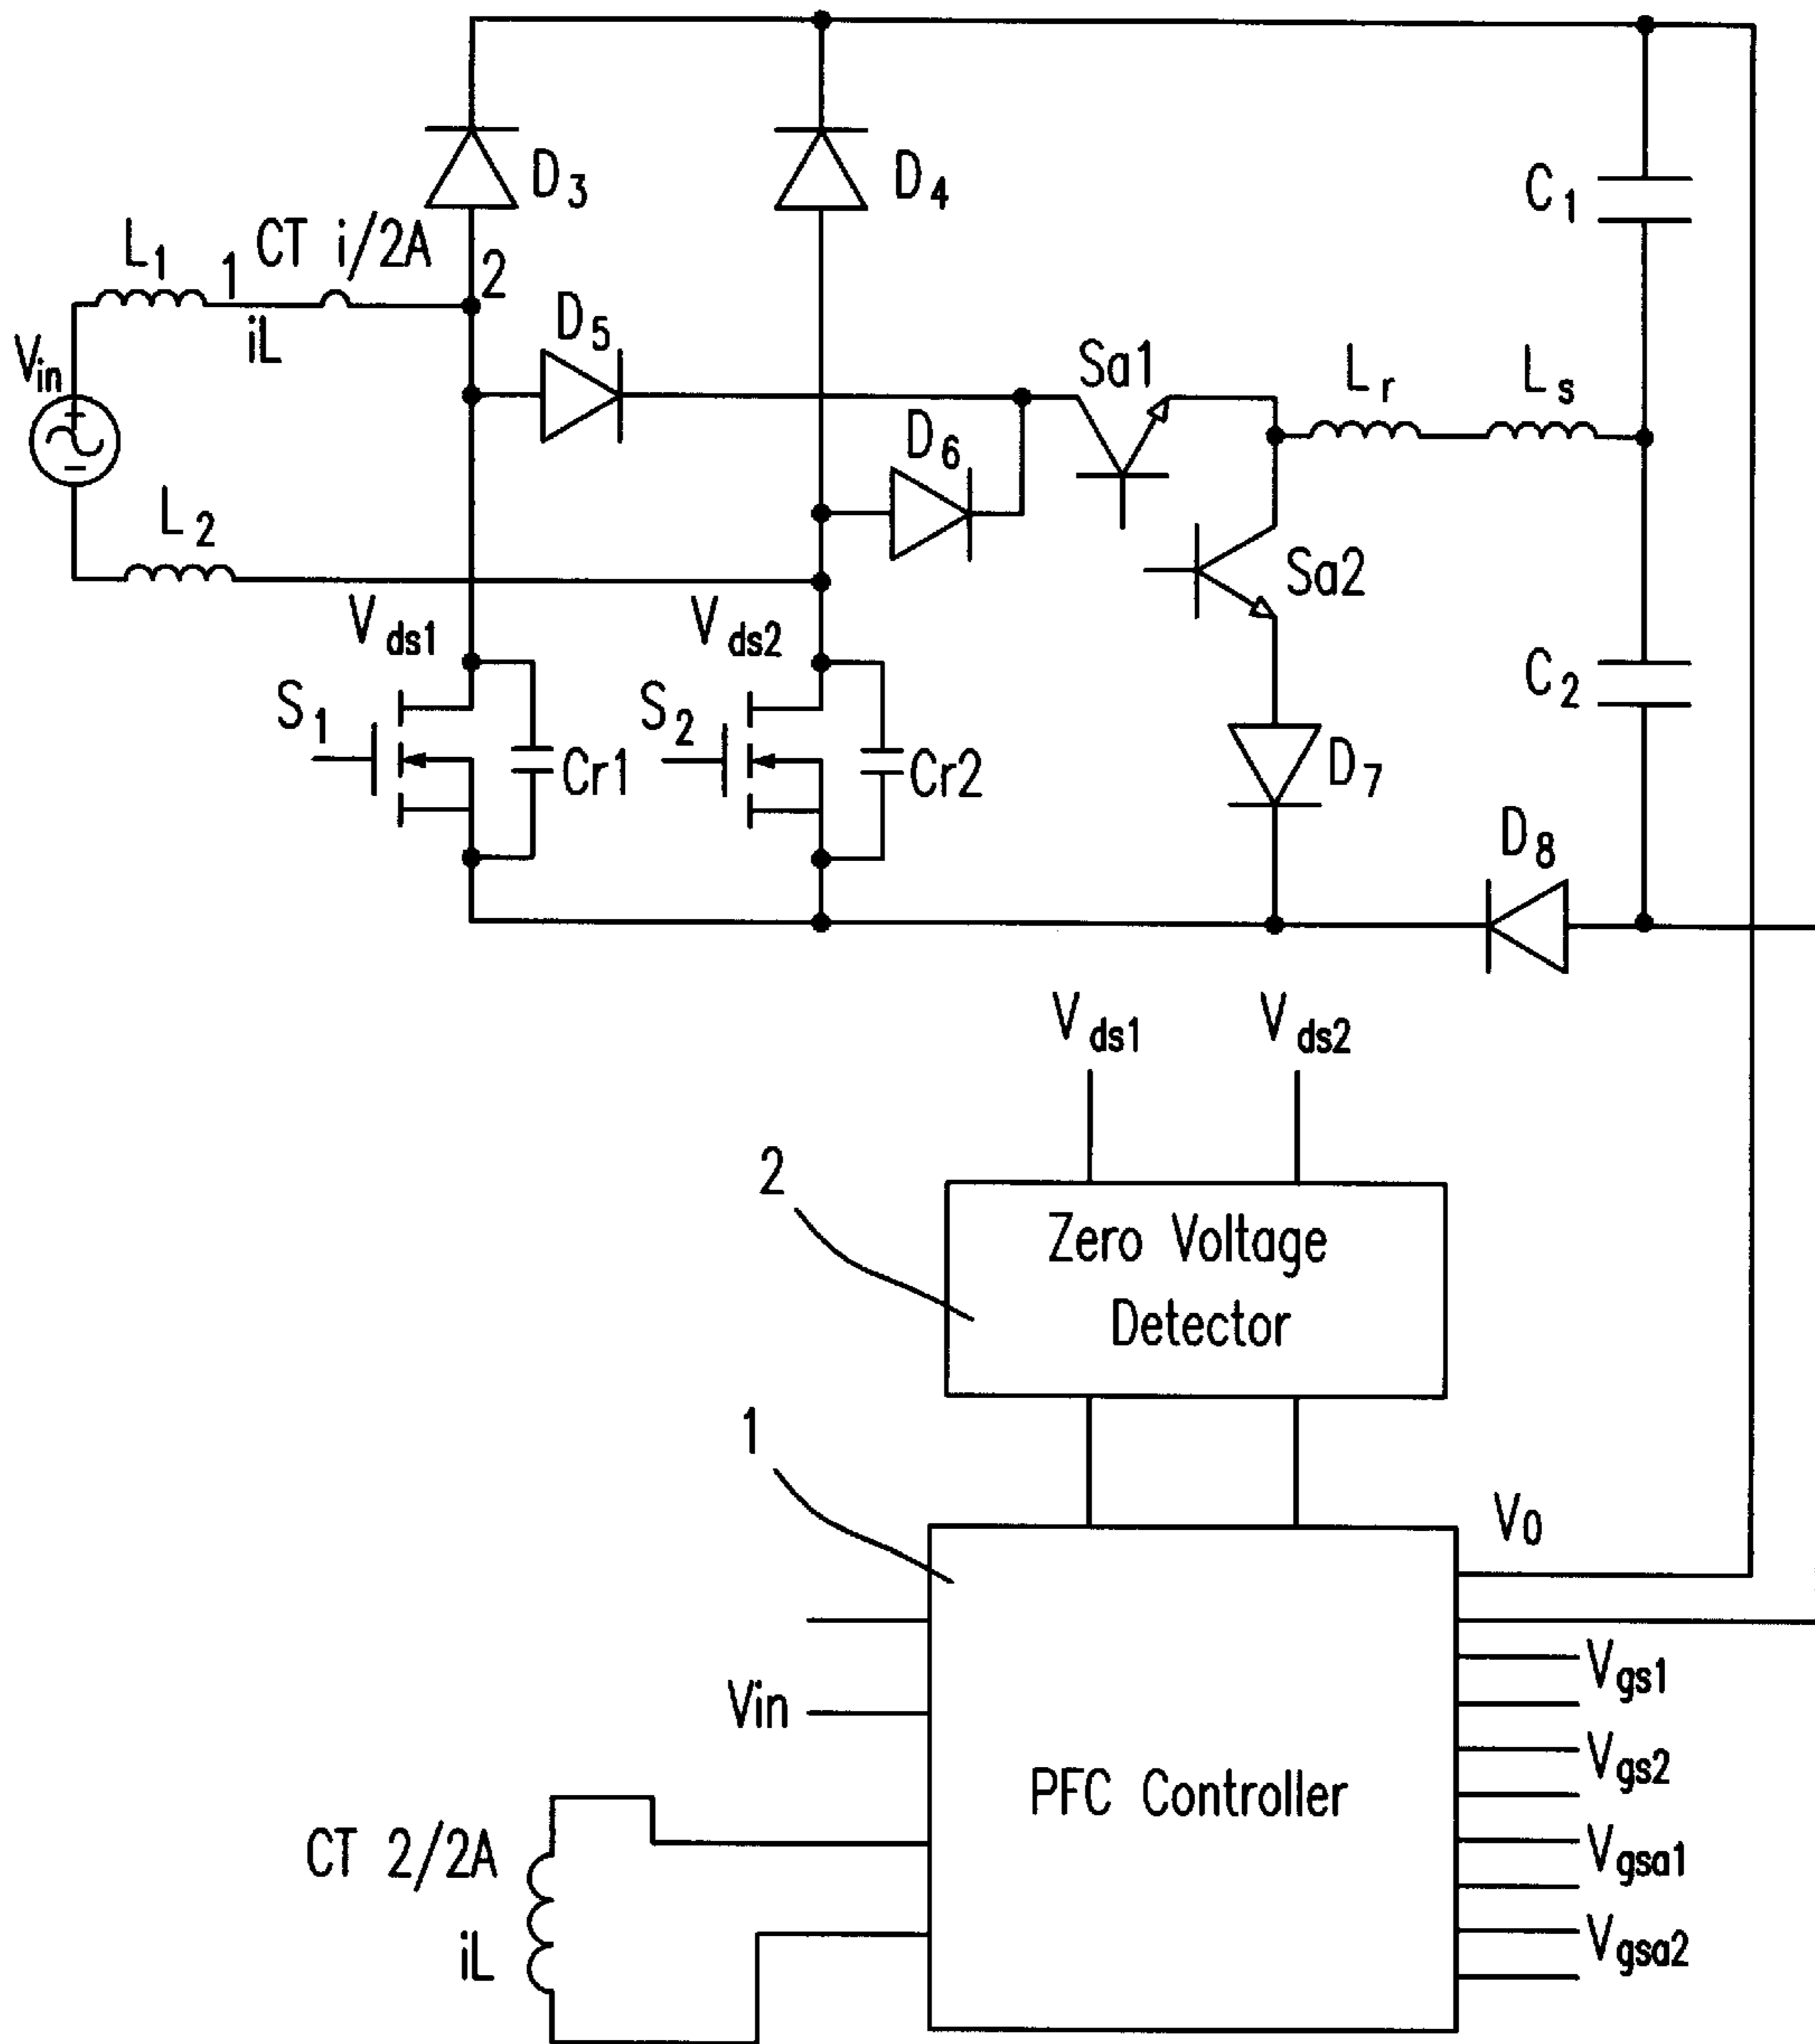 D3
D4
C1
L1
1
CT i/2A
2
iL
D5
Vin
+
-
Sa1
Lr
Ls
D6
L2
Sa2
Vds1
Vds2
C2
S1
Cr1
S2
Cr2
D7
D8
Vds1
Vds2
2
Zero Voltage
Detector
1
Vo
Vgs1
Vin
Vgs2
PFC Controller
CT 2/2A
Vgsa1
iL
Vgsa2